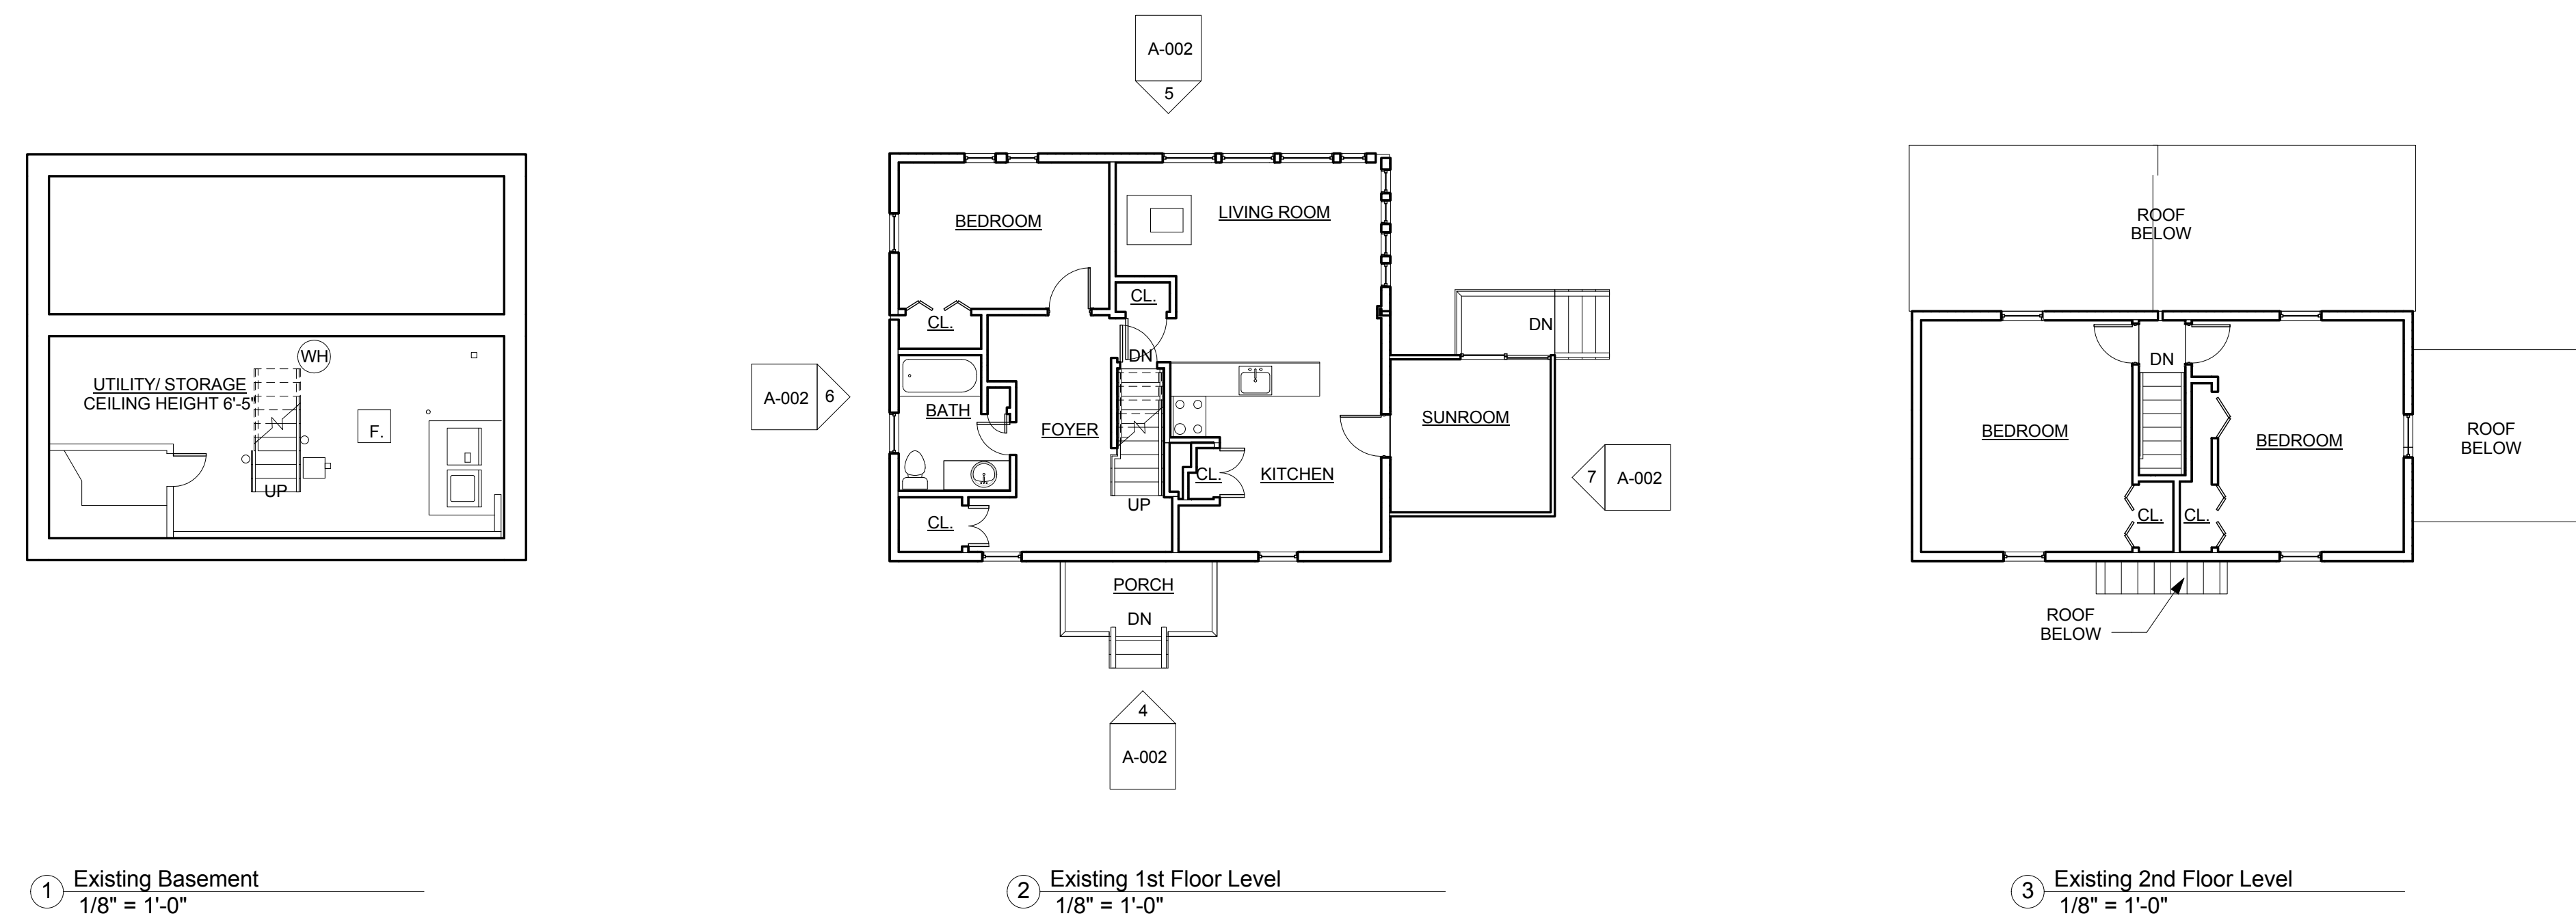 A-002
5
WH
UTILITY/ STORAGE
CEILING HEIGHT 6'-5"
F.
UP
BEDROOM
LIVING ROOM
CL.
CL.
DN
DN
A-002
6
BATH
FOYER
SUNROOM
CL.
KITCHEN
UP
CL.
7
A-002
PORCH
DN
4
A-002
ROOF
BELOW
DN
BEDROOM
BEDROOM
ROOF
BELOW
CL.
CL.
ROOF
BELOW
1
Existing Basement
1/8" = 1'-0"
2
Existing 1st Floor Level
1/8" = 1'-0"
3
Existing 2nd Floor Level
1/8" = 1'-0"